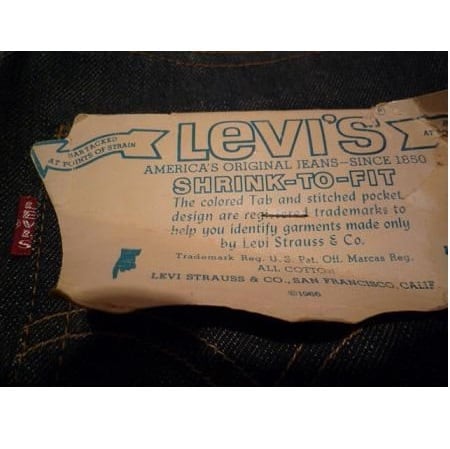 LEVI'S
BAR TACKED
AT POINTS OF STRAIN
AT
AMERICA'S ORIGINAL JEANS—SINCE 1850
SHRINK-TO-FIT
The colored Tab and stitched pocket
design are registered trademarks to
help you identify garments made only
by Levi Strauss & Co.
Trademark Reg. U.S. Pat. Off. Marcas Reg.
ALL COTTON
LEVI STRAUSS & CO., SAN FRANCISCO, CALIF.
©1966